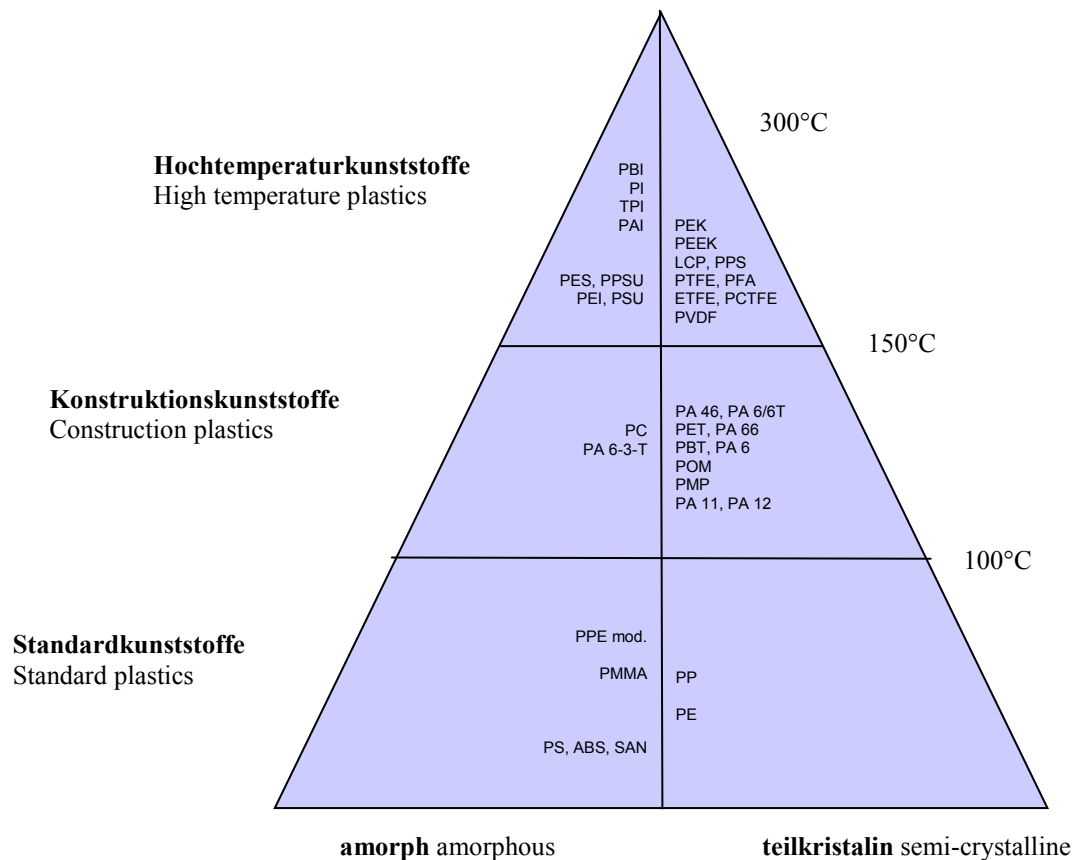 300°C
Hochtemperaturkunststoffe
High temperature plastics
PBI
PI
TPI
PAI
PES, PPSU
PEI, PSU
PEK
PEEK
LCP, PPS
PTFE, PFA
ETFE, PCTFE
PVDF
150°C
Konstruktionskunststoffe
Construction plastics
PC
PA 6-3-T
PA 46, PA 6/6T
PET, PA 66
PBT, PA 6
POM
PMP
PA 11, PA 12
100°C
Standardkunststoffe
Standard plastics
PPE mod.
PMMA
PS, ABS, SAN
PP
PE
amorph amorphous
teilkristalin semi-crystalline